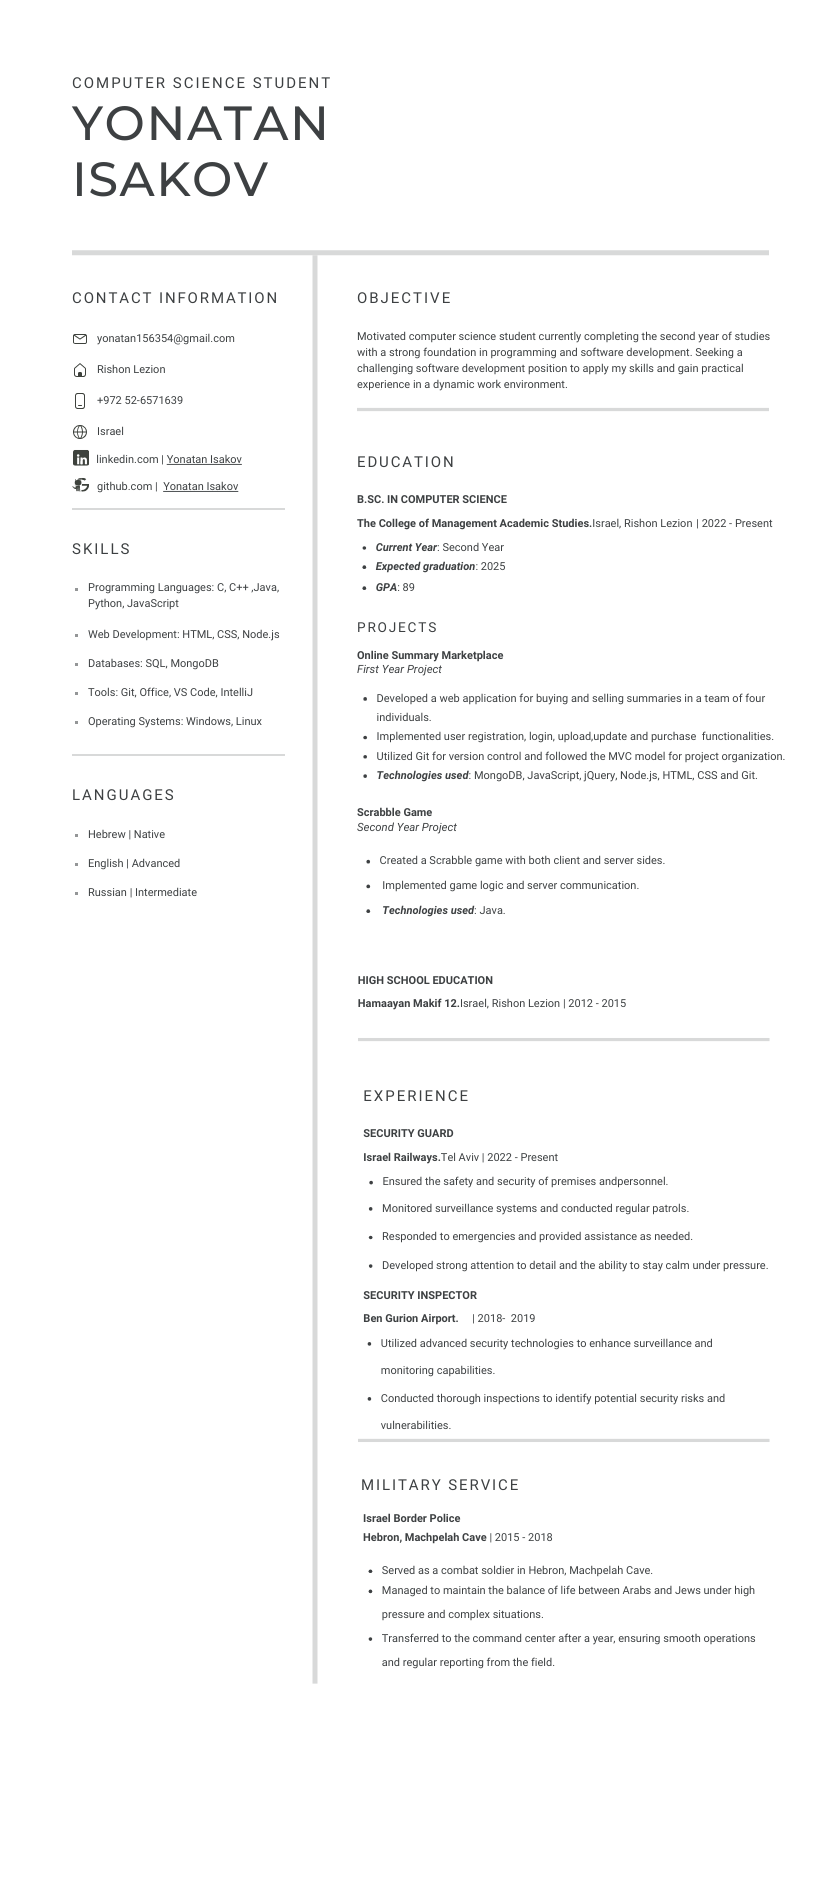 COMPUTER SCIENCE STUDENT
YONATAN
ISAKOV
CONTACT INFORMATION
yonatan156354@gmail.com
Rishon Lezion
+972 52-6571639
Israel
linkedin.com | Yonatan Isakov
github.com |  Yonatan Isakov
SKILLS
Programming Languages: C, C++ ,Java,
Python, JavaScript
Web Development: HTML, CSS, Node.js
Databases: SQL, MongoDB
Tools: Git, Office, VS Code, IntelliJ
Operating Systems: Windows, Linux
LANGUAGES
Hebrew | Native
English | Advanced
Russian | Intermediate
OBJECTIVE
Motivated computer science student currently completing the second year of studies
with a strong foundation in programming and software development. Seeking a
challenging software development position to apply my skills and gain practical
experience in a dynamic work environment.
EDUCATION
B.SC. IN COMPUTER SCIENCE
The College of Management Academic Studies.Israel, Rishon Lezion | 2022 - Present
• Current Year: Second Year
• Expected graduation: 2025
• GPA: 89
PROJECTS
Online Summary Marketplace
First Year Project
• Developed a web application for buying and selling summaries in a team of four
individuals.
• Implemented user registration, login, upload,update and purchase  functionalities.
• Utilized Git for version control and followed the MVC model for project organization.
• Technologies used: MongoDB, JavaScript, jQuery, Node.js, HTML, CSS and Git.
Scrabble Game
Second Year Project
• Created a Scrabble game with both client and server sides.
• Implemented game logic and server communication.
• Technologies used: Java.
HIGH SCHOOL EDUCATION
Hamaayan Makif 12.Israel, Rishon Lezion | 2012 - 2015
EXPERIENCE
SECURITY GUARD
Israel Railways.Tel Aviv | 2022 - Present
• Ensured the safety and security of premises andpersonnel.
• Monitored surveillance systems and conducted regular patrols.
• Responded to emergencies and provided assistance as needed.
• Developed strong attention to detail and the ability to stay calm under pressure.
SECURITY INSPECTOR
Ben Gurion Airport.    | 2018-  2019
• Utilized advanced security technologies to enhance surveillance and
monitoring capabilities.
• Conducted thorough inspections to identify potential security risks and
vulnerabilities.
MILITARY SERVICE
Israel Border Police
Hebron, Machpelah Cave | 2015 - 2018
• Served as a combat soldier in Hebron, Machpelah Cave.
• Managed to maintain the balance of life between Arabs and Jews under high
pressure and complex situations.
• Transferred to the command center after a year, ensuring smooth operations
and regular reporting from the field.